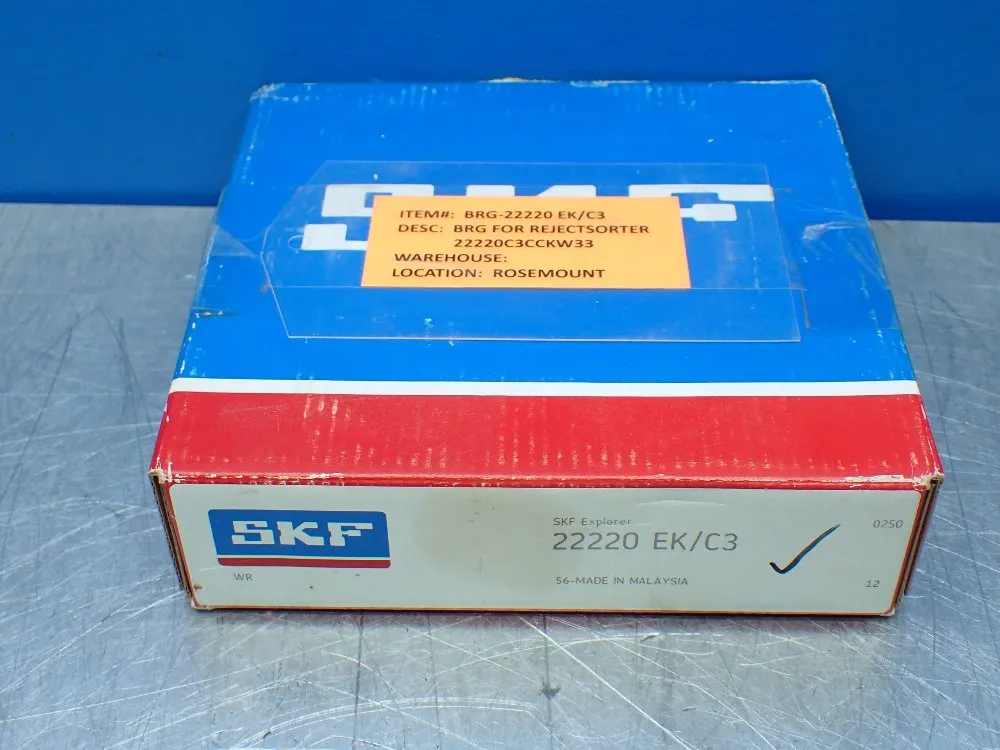 SKF
ITEM#: BRG-22220 EK/C3
DESC: BRG FOR REJECTSORTER
22220C3CCKW33
WAREHOUSE:
LOCATION: ROSEMOUNT
SKF
WR
SKF Explorer
22220 EK/C3
56-MADE IN MALAYSIA
0250
12